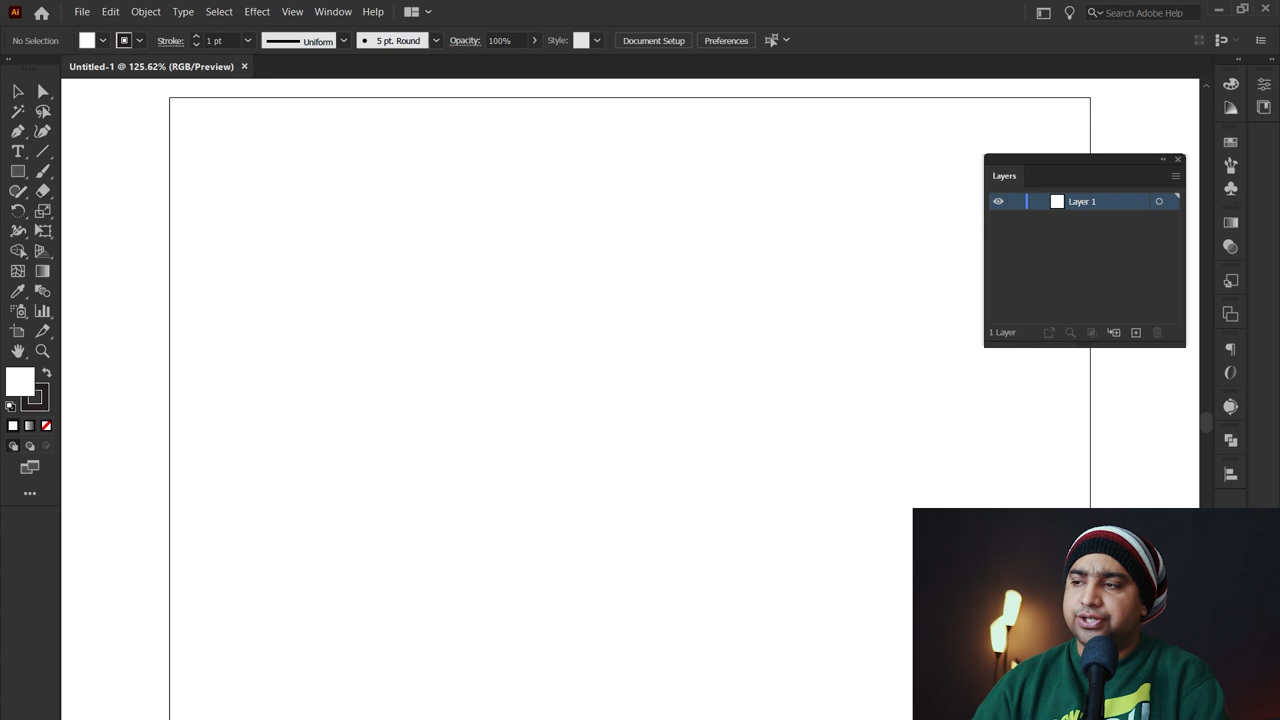 Ai File Edit Object Type Select Effect View Window Help Search Adobe Help
No Selection Stroke: 1 pt Uniform 5 pt. Round Opacity: 100% Style: Document Setup Preferences
Untitled-1 @ 125.62% (RGB/Preview)
Layers
Layer 1
1 Layer